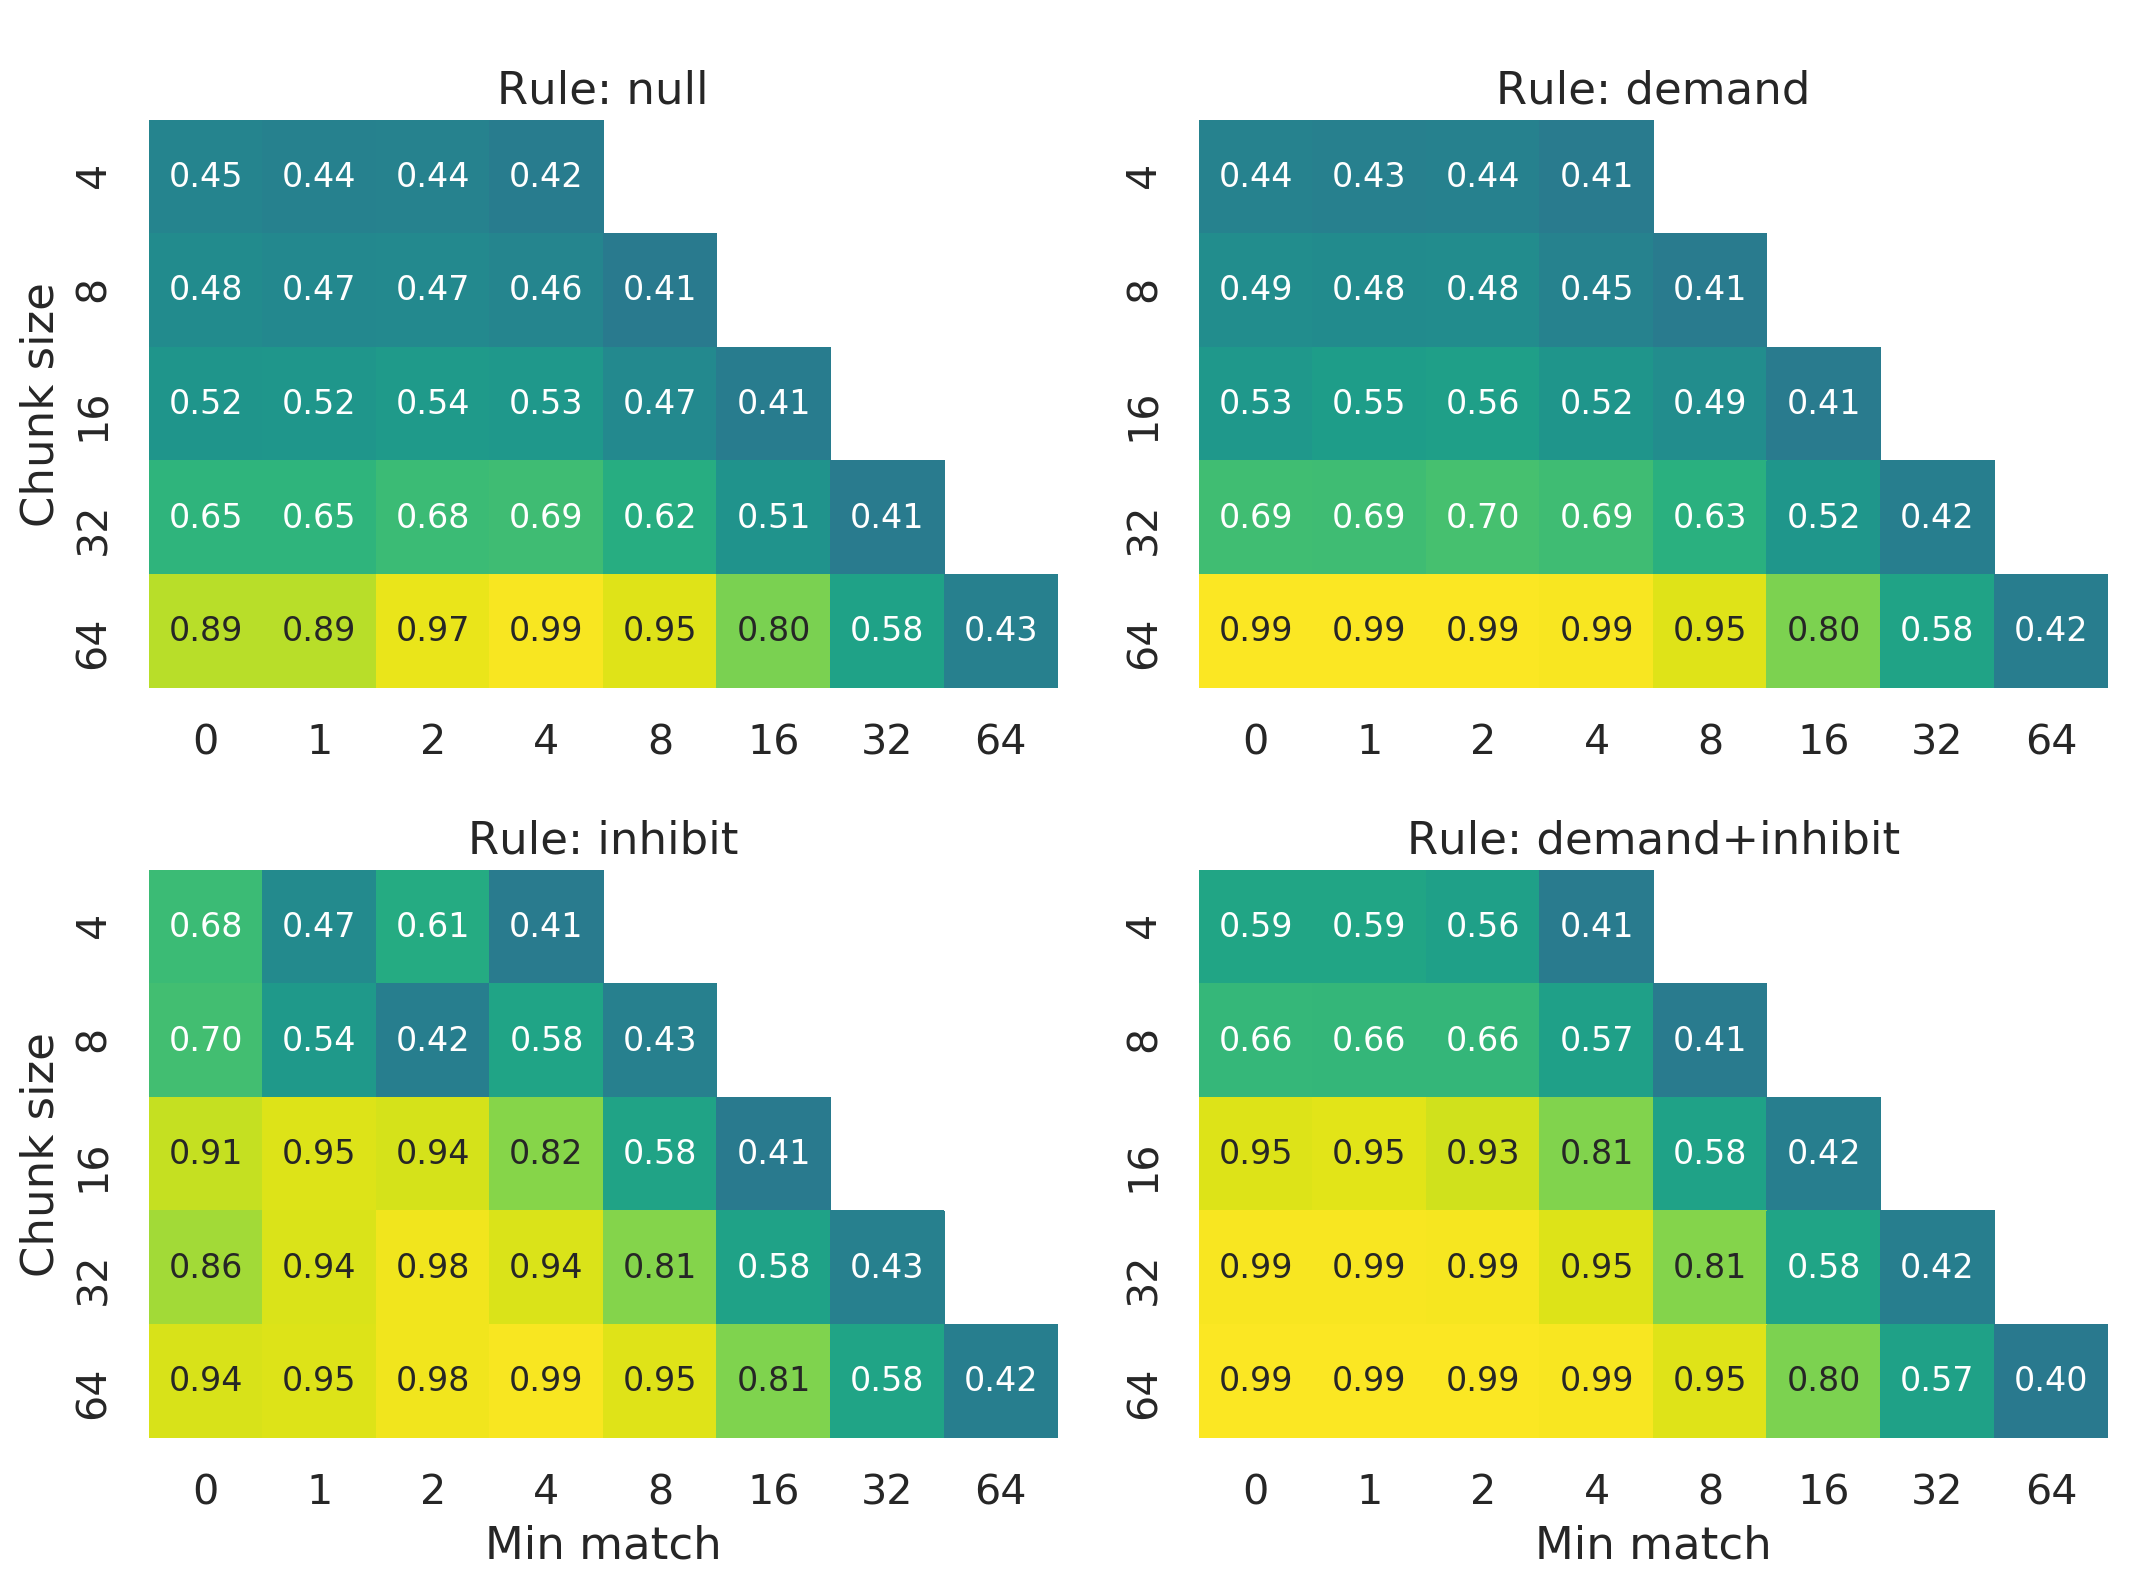 Rule: null
4 0.45 0.44 0.44 0.42
8 0.48 0.47 0.47 0.46 0.41
16 0.52 0.52 0.54 0.53 0.47 0.41
32 0.65 0.65 0.68 0.69 0.62 0.51 0.41
64 0.89 0.89 0.97 0.99 0.95 0.80 0.58 0.43
0 1 2 4 8 16 32 64
Chunk size
Rule: demand
4 0.44 0.43 0.44 0.41
8 0.49 0.48 0.48 0.45 0.41
16 0.53 0.55 0.56 0.52 0.49 0.41
32 0.69 0.69 0.70 0.69 0.63 0.52 0.42
64 0.99 0.99 0.99 0.99 0.95 0.80 0.58 0.42
0 1 2 4 8 16 32 64
Rule: inhibit
4 0.68 0.47 0.61 0.41
8 0.70 0.54 0.42 0.58 0.43
16 0.91 0.95 0.94 0.82 0.58 0.41
32 0.86 0.94 0.98 0.94 0.81 0.58 0.43
64 0.94 0.95 0.98 0.99 0.95 0.81 0.58 0.42
0 1 2 4 8 16 32 64
Chunk size
Min match
Rule: demand+inhibit
4 0.59 0.59 0.56 0.41
8 0.66 0.66 0.66 0.57 0.41
16 0.95 0.95 0.93 0.81 0.58 0.42
32 0.99 0.99 0.99 0.95 0.81 0.58 0.42
64 0.99 0.99 0.99 0.99 0.95 0.80 0.57 0.40
0 1 2 4 8 16 32 64
Min match